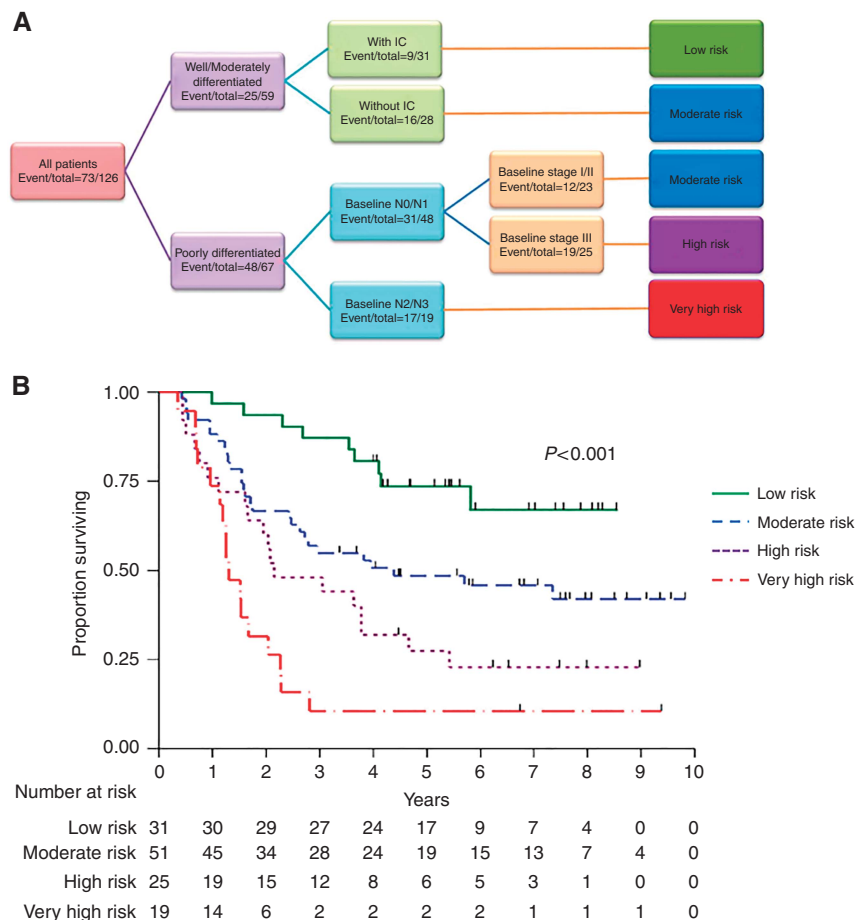 A
All patients
Event/total=73/126
Well/Moderately
differentiated
Event/total=25/59
Poorly differentiated
Event/total=48/67
With IC
Event/total=9/31
Without IC
Event/total=16/28
Baseline N0/N1
Event/total=31/48
Baseline N2/N3
Event/total=17/19
Baseline stage I/II
Event/total=12/23
Baseline stage III
Event/total=19/25
Low risk
Moderate risk
Moderate risk
High risk
Very high risk
B
Proportion surviving
1.00
0.75
0.50
0.25
0.00
P<0.001
Low risk
Moderate risk
High risk
Very high risk
0 1 2 3 4 5 6 7 8 9 10
Years
Number at risk
Low risk 31 30 29 27 24 17 9 7 4 0 0
Moderate risk 51 45 34 28 24 19 15 13 7 4 0
High risk 25 19 15 12 8 6 5 3 1 0 0
Very high risk 19 14 6 2 2 2 2 1 1 1 0